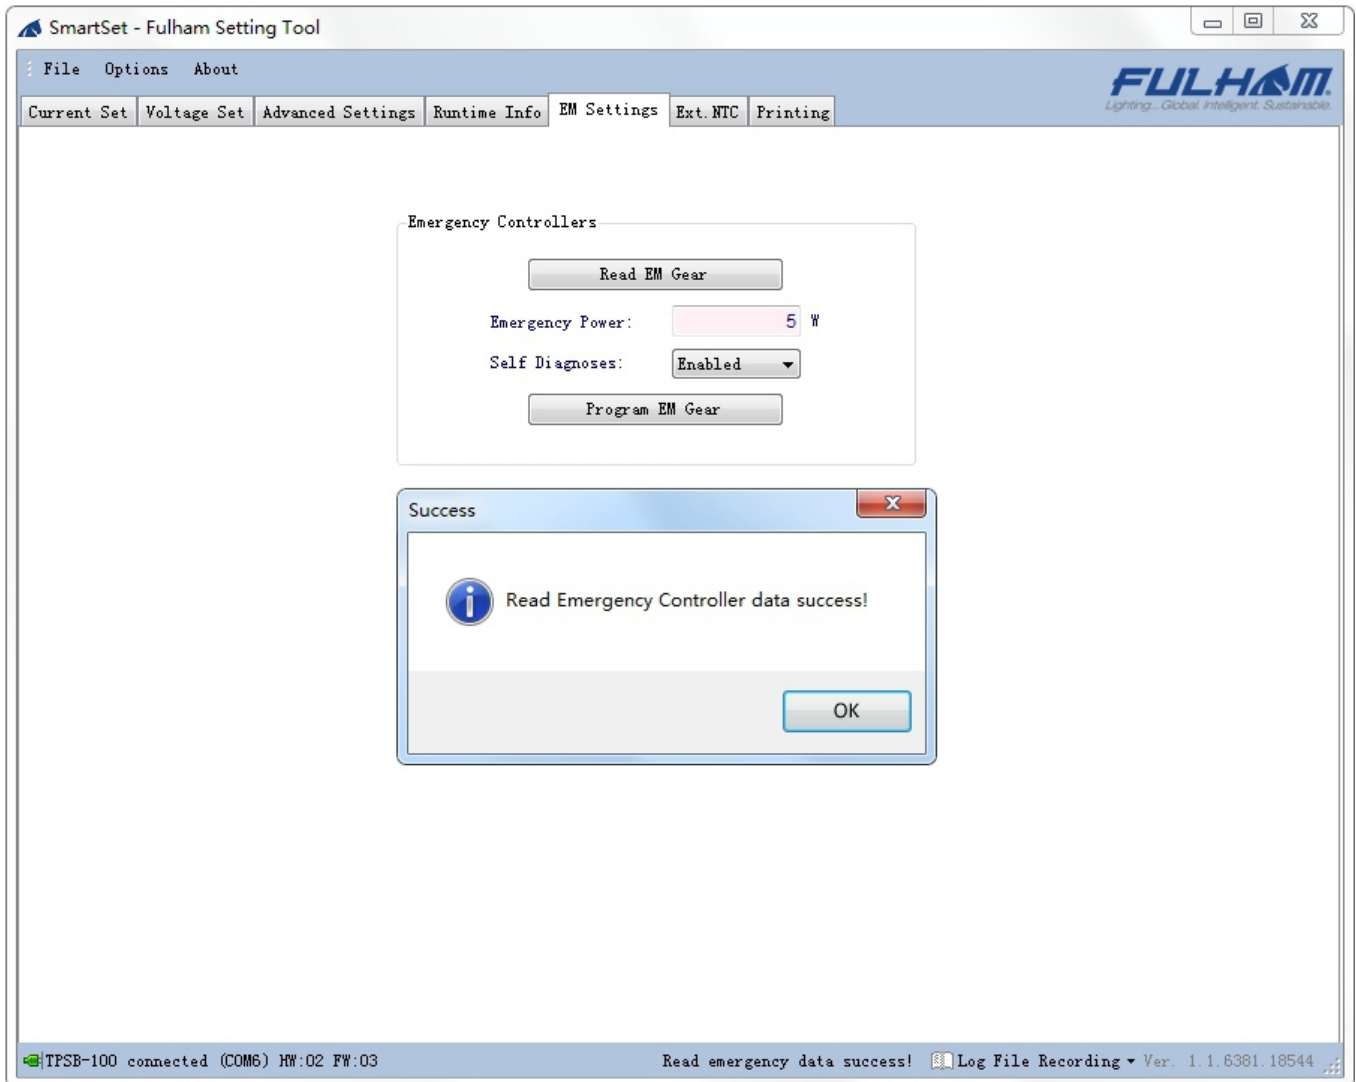 SmartSet - Fulham Setting Tool
File Options About
FULHAM.
Lighting... Global. Intelligent. Sustainable.
Current Set Voltage Set Advanced Settings Runtime Info EM Settings Ext.NTC Printing
Emergency Controllers
Read EM Gear
Emergency Power: 5 W
Self Diagnoses: Enabled
Program EM Gear
Success
Read Emergency Controller data success!
OK
TPSB-100 connected (COM6) HW:02 FW:03 Read emergency data success! Log File Recording Ver. 1.1.6381.18544